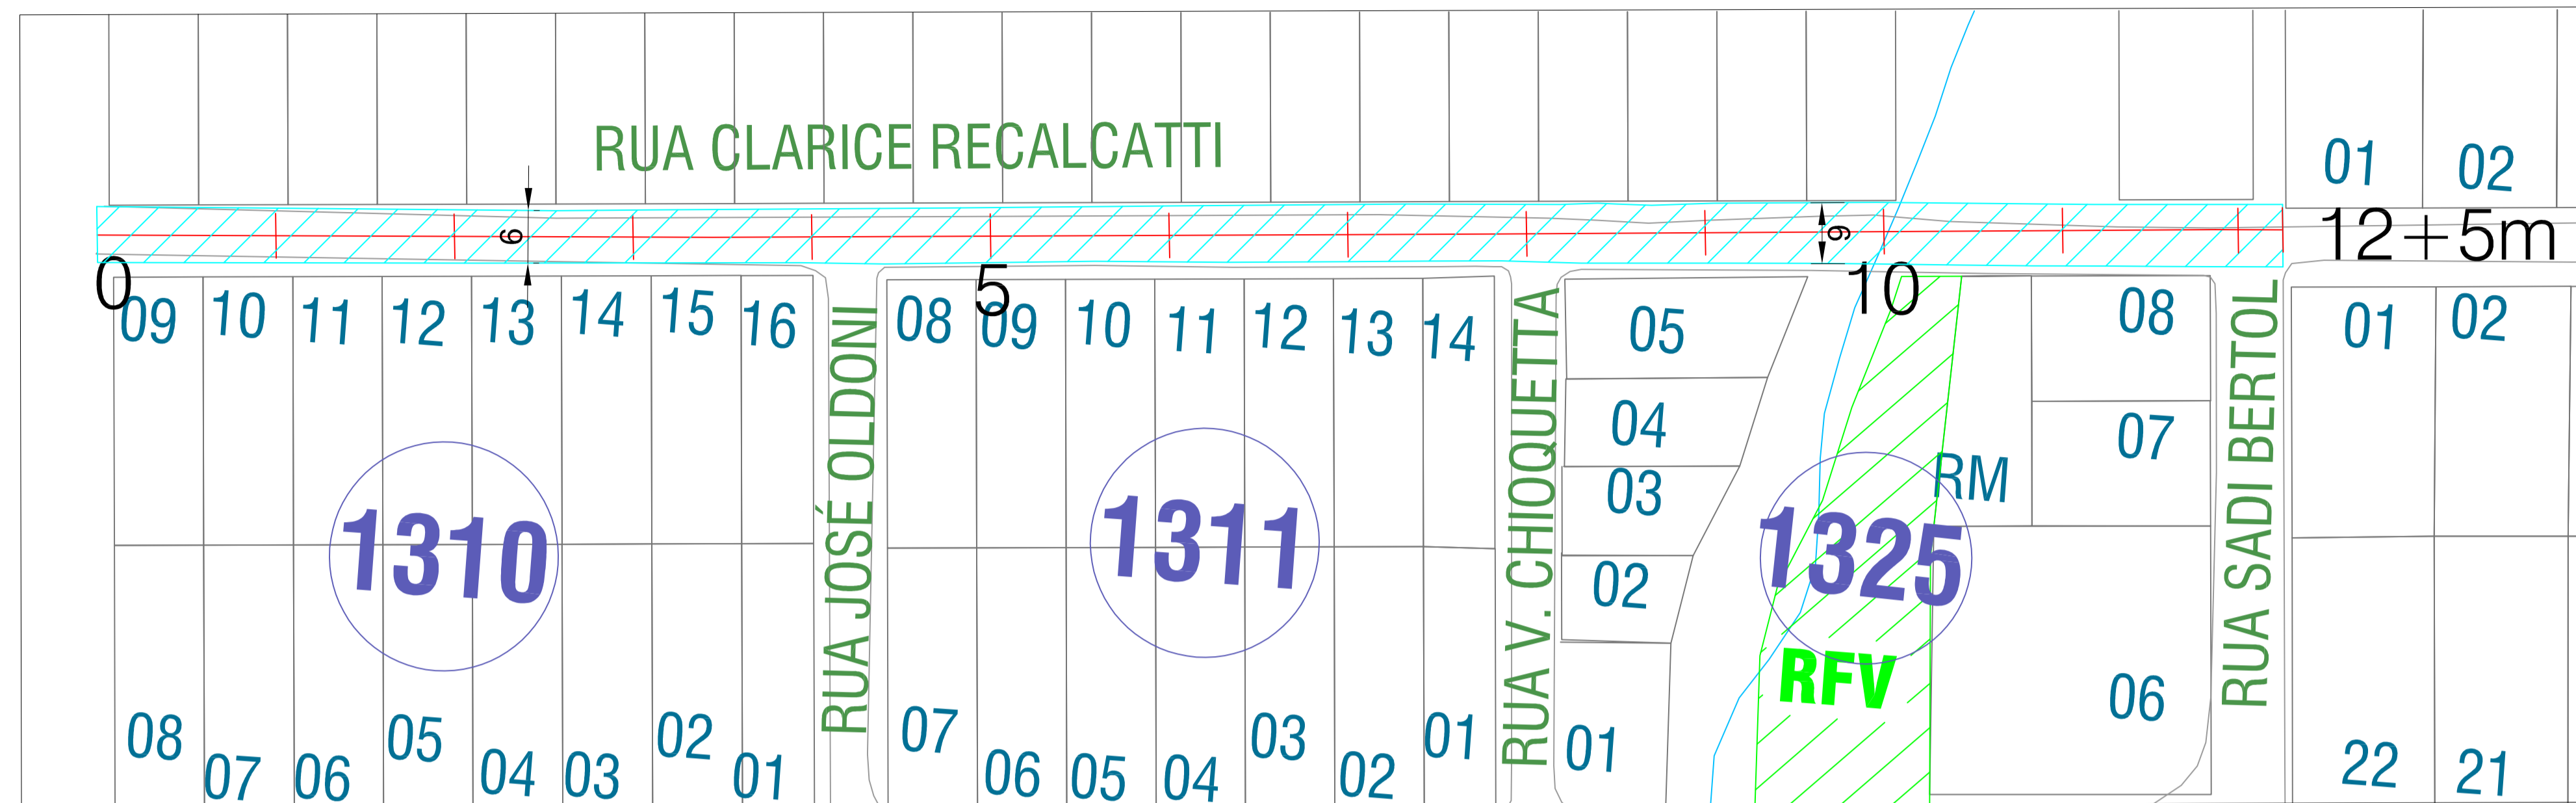 RUA CLARICE RECALCATTI
01 02
6 6
12+5m
0 5 10
09 10 11 12 13 14 15 16
08 09 10 11 12 13 14
05 08
01 02
04 07
03 RM
02
1310 1311 1325
RUA JOSÉ OLDONI
RUA V. CHIOQUETTA
RUA SADI BERTOL
RFV
06
08 07 06 05 04 03 02 01
07 06 05 04 03 02 01
01
22 21